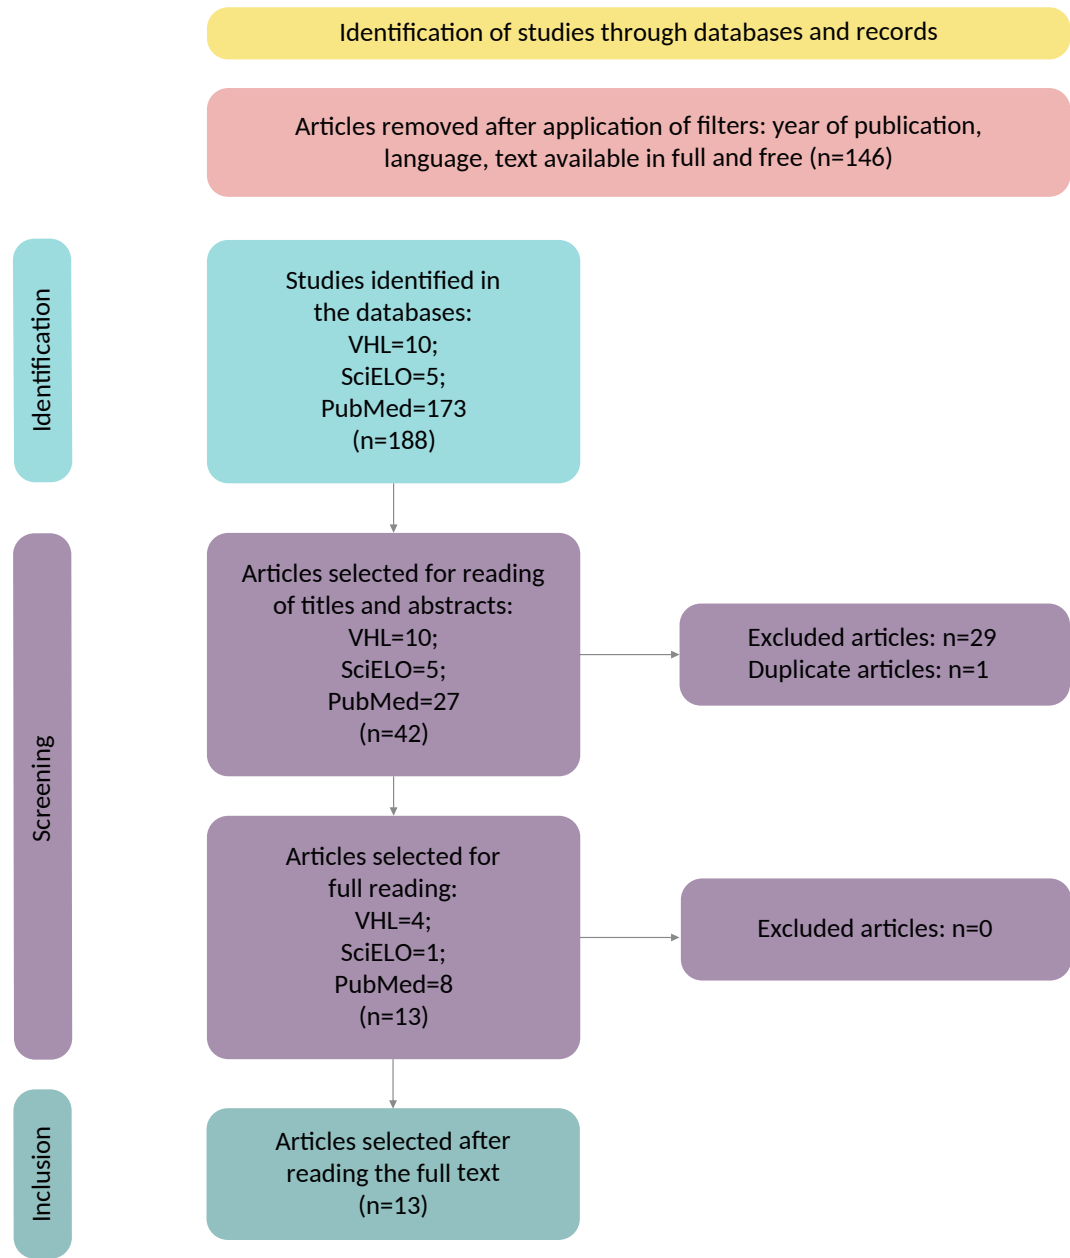 Identification of studies through databases and records
Articles removed after application of filters: year of publication,
language, text available in full and free (n=146)
Identification
Studies identified in
the databases:
VHL=10;
SciELO=5;
PubMed=173
(n=188)
Screening
Articles selected for reading
of titles and abstracts:
VHL=10;
SciELO=5;
PubMed=27
(n=42)
Excluded articles: n=29
Duplicate articles: n=1
Articles selected for
full reading:
VHL=4;
SciELO=1;
PubMed=8
(n=13)
Excluded articles: n=0
Inclusion
Articles selected after
reading the full text
(n=13)